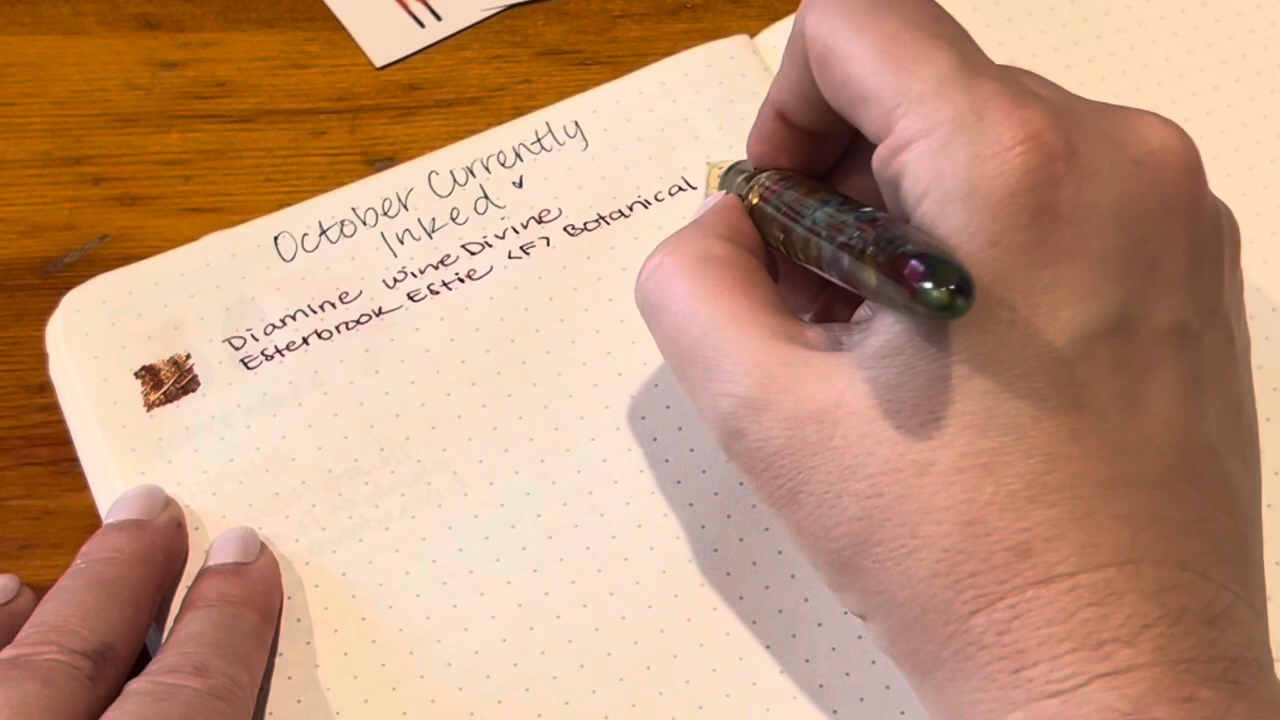 October Currently
Inked
Diamine Wine Divine
Esterbrook Estie <F> Botanical